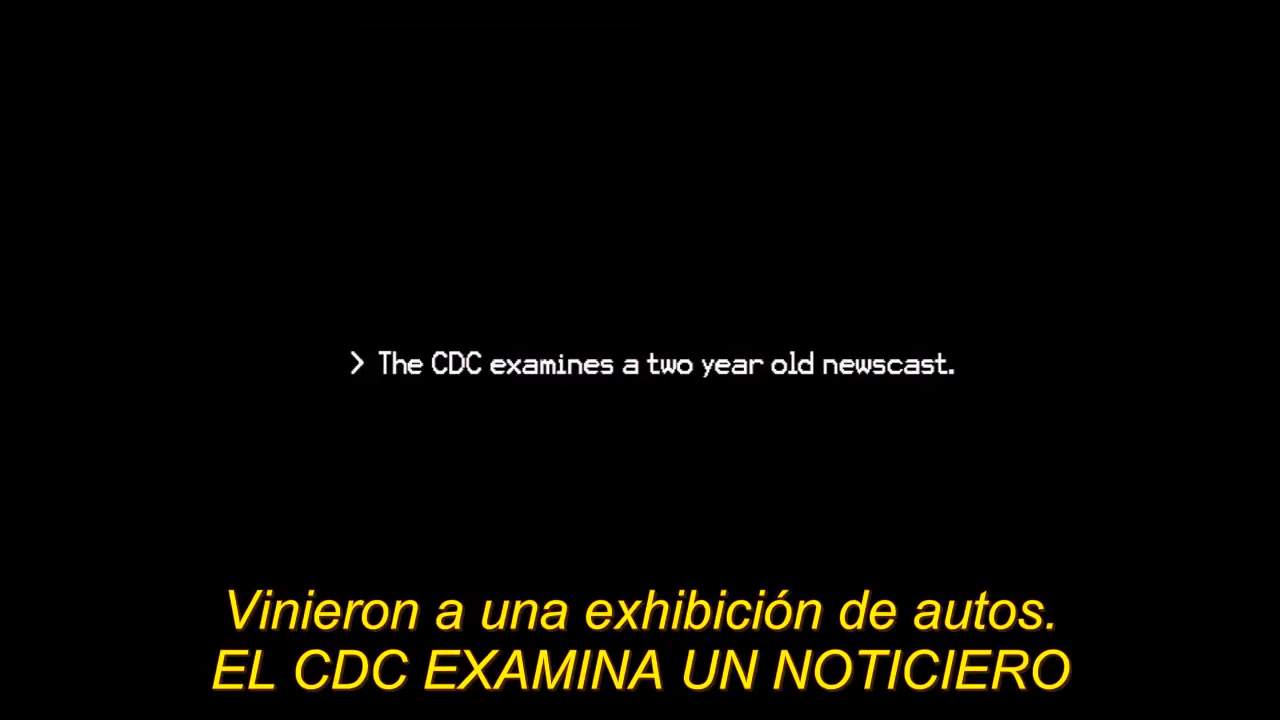 > The CDC examines a two year old newscast.
Vinieron a una exhibición de autos.
EL CDC EXAMINA UN NOTICIERO